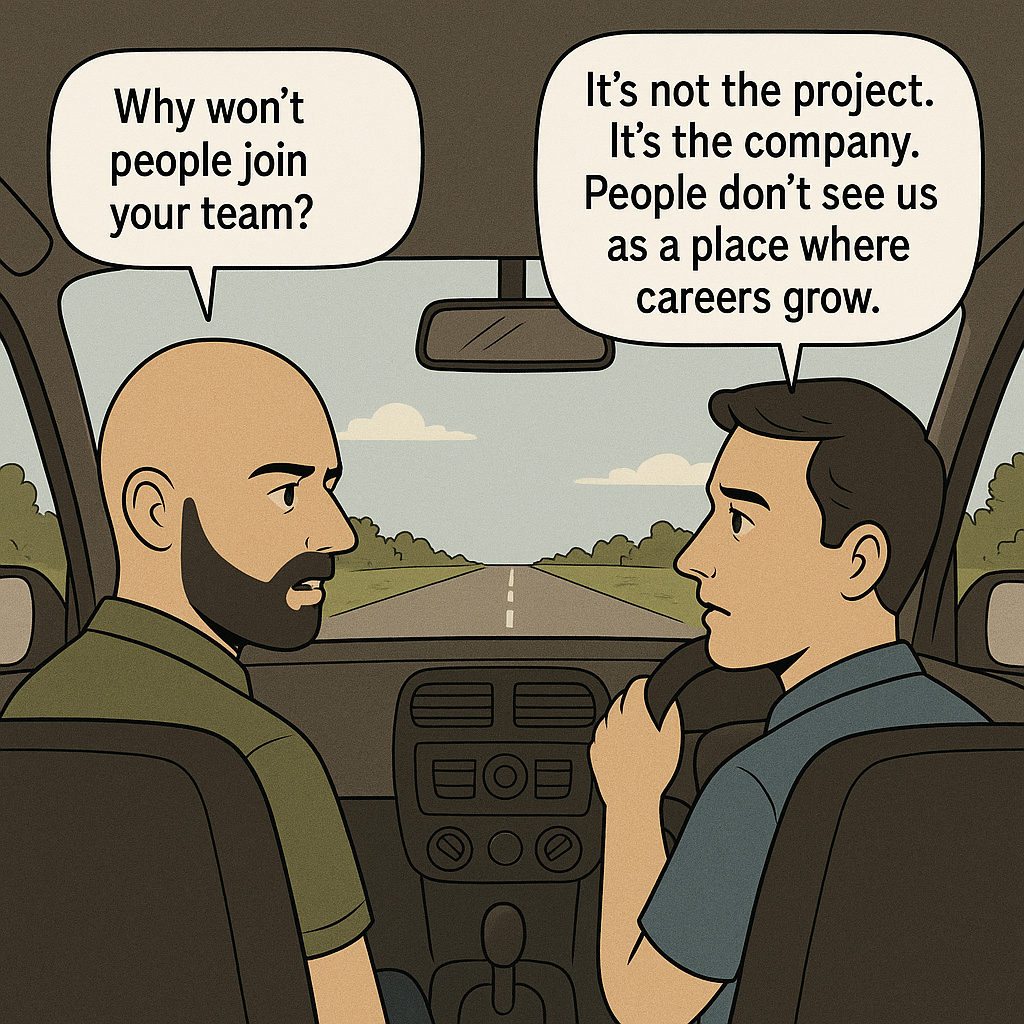 Why won't
people join
your team?
It's not the project.
It's the company.
People don't see us
as a place where
careers grow.